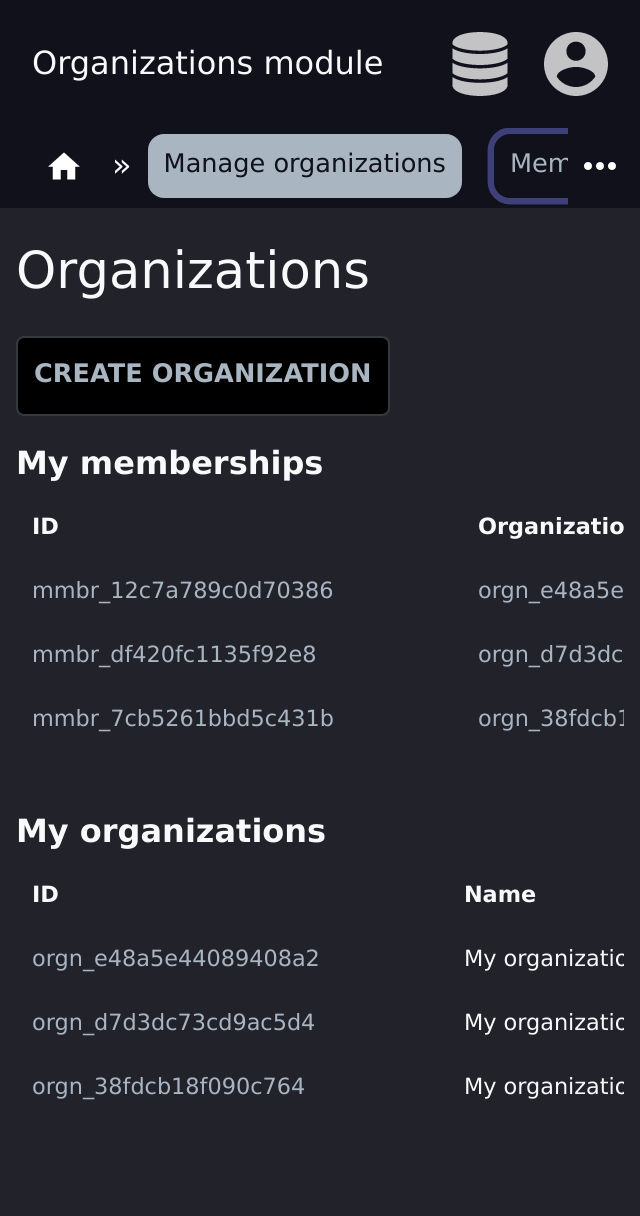 Organizations module
» Manage organizations Mem •••
Organizations
CREATE ORGANIZATION
My memberships
ID Organizatio
mmbr_12c7a789c0d70386 orgn_e48a5e
mmbr_df420fc1135f92e8 orgn_d7d3dc
mmbr_7cb5261bbd5c431b orgn_38fdcb1
My organizations
ID Name
orgn_e48a5e44089408a2 My organizatio
orgn_d7d3dc73cd9ac5d4 My organizatio
orgn_38fdcb18f090c764 My organizatio